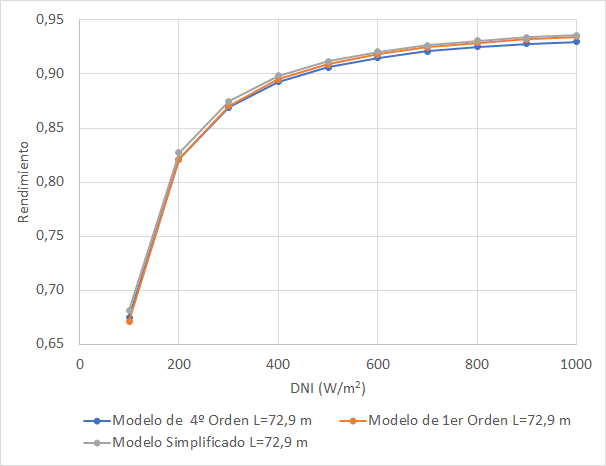 0,95
0,90
0,85
0,80
0,75
0,70
0,65
Rendimiento
0 200 400 600 800 1000
DNI (W/m²)
Modelo de 4º Orden L=72,9 m Modelo de 1er Orden L=72,9 m
Modelo Simplificado L=72,9 m